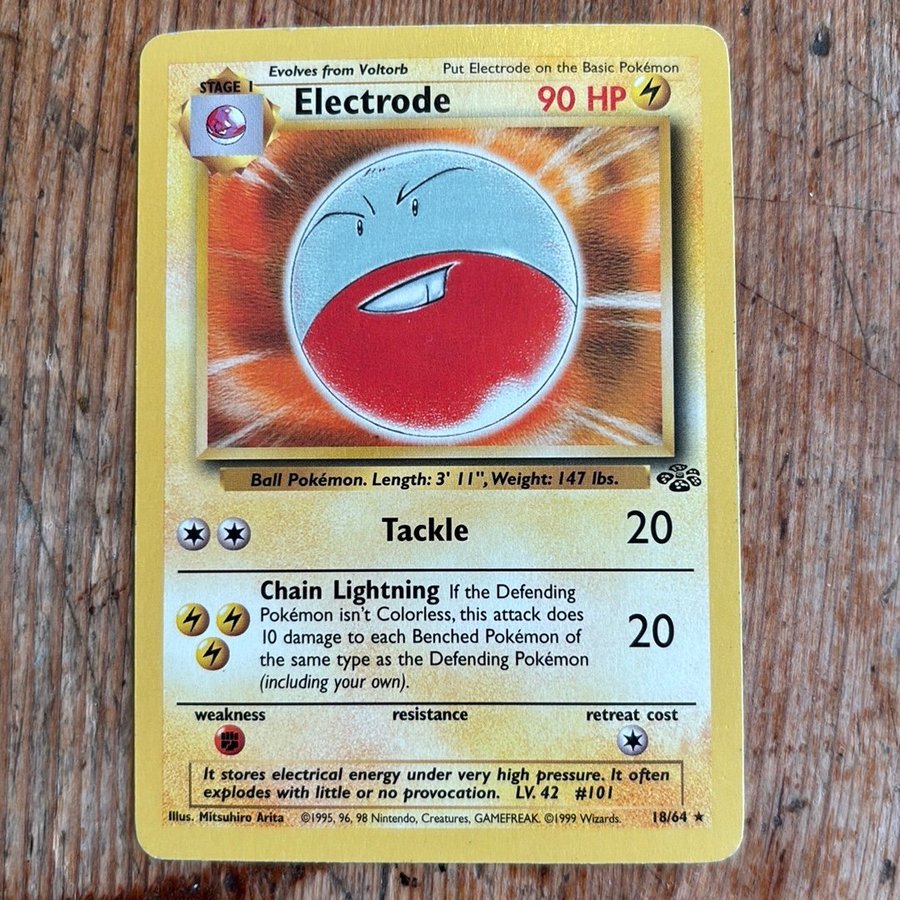 Evolves from Voltorb Put Electrode on the Basic Pokémon
STAGE 1
Electrode 90 HP
Ball Pokémon. Length: 3' 11", Weight: 147 lbs.
Tackle 20
Chain Lightning If the Defending
Pokémon isn't Colorless, this attack does
10 damage to each Benched Pokémon of
the same type as the Defending Pokémon
(including your own).
20
weakness resistance retreat cost
It stores electrical energy under very high pressure. It often
explodes with little or no provocation. LV. 42 #101
Illus. Mitsuhiro Arita ©1995, 96, 98 Nintendo, Creatures, GAMEFREAK. ©1999 Wizards. 18/64 ★